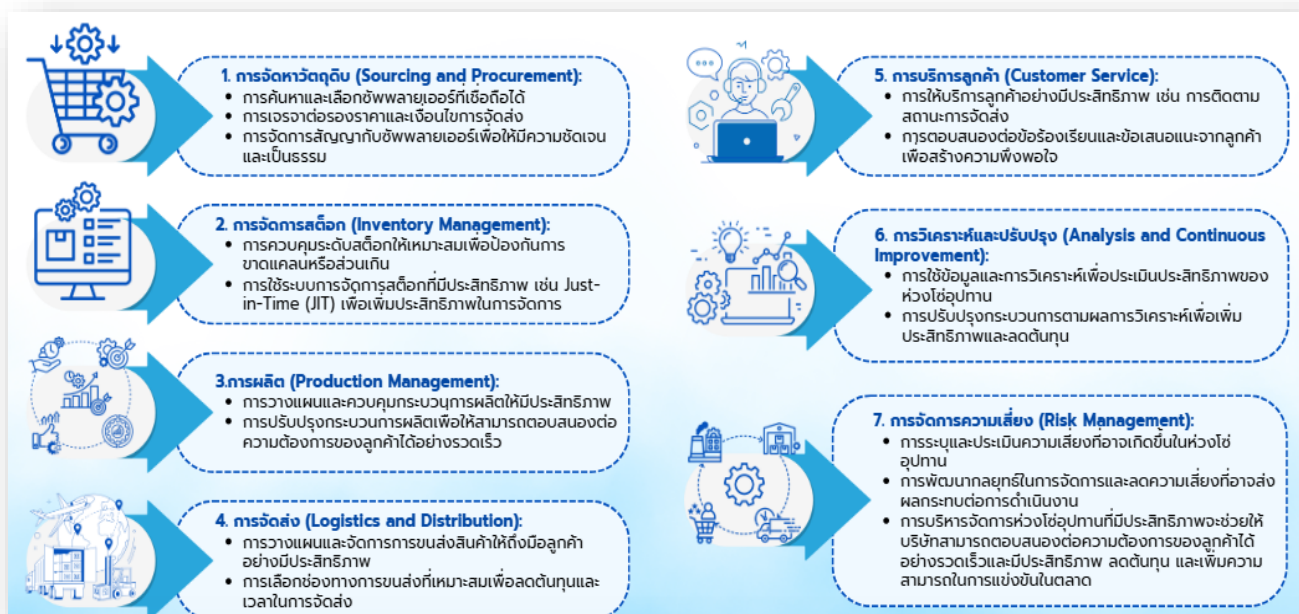 1. การจัดหาวัตถุดิบ (Sourcing and Procurement):
• การค้นหาและเลือกซัพพลายเออร์ที่เชื่อถือได้
• การเจรจาต่อรองราคาและเงื่อนไขการจัดส่ง
• การจัดการสัญญากับซัพพลายเออร์เพื่อให้มีความชัดเจน
และเป็นธรรม
2. การจัดการสต็อก (Inventory Management):
• การควบคุมระดับสต็อกให้เหมาะสมเพื่อป้องกันการ
ขาดแคลนหรือส่วนเกิน
• การใช้ระบบการจัดการสต็อกที่มีประสิทธิภาพ เช่น Just-
in-Time (JIT) เพื่อเพิ่มประสิทธิภาพในการจัดการ
3.การผลิต (Production Management):
• การวางแผนและควบคุมกระบวนการผลิตให้มีประสิทธิภาพ
• การปรับปรุงกระบวนการผลิตเพื่อให้สามารถตอบสนองต่อ
ความต้องการของลูกค้าได้อย่างรวดเร็ว
4. การจัดส่ง (Logistics and Distribution):
• การวางแผนและจัดการการขนส่งสินค้าให้ถึงมือลูกค้า
อย่างมีประสิทธิภาพ
• การเลือกช่องทางการขนส่งที่เหมาะสมเพื่อลดต้นทุนและ
เวลาในการจัดส่ง
5. การบริการลูกค้า (Customer Service):
• การให้บริการลูกค้าอย่างมีประสิทธิภาพ เช่น การติดตาม
สถานะการจัดส่ง
• การตอบสนองต่อข้อร้องเรียนและข้อเสนอแนะจากลูกค้า
เพื่อสร้างความพึงพอใจ
6. การวิเคราะห์และปรับปรุง (Analysis and Continuous
Improvement):
• การใช้ข้อมูลและการวิเคราะห์เพื่อประเมินประสิทธิภาพของ
ห่วงโซ่อุปทาน
• การปรับปรุงกระบวนการตามผลการวิเคราะห์เพื่อเพิ่ม
ประสิทธิภาพและลดต้นทุน
7. การจัดการความเสี่ยง (Risk Management):
• การระบุและประเมินความเสี่ยงที่อาจเกิดขึ้นในห่วงโซ่
อุปทาน
• การพัฒนากลยุทธ์ในการจัดการและลดความเสี่ยงที่อาจส่ง
ผลกระทบต่อการดำเนินงาน
• การบริหารจัดการห่วงโซ่อุปทานที่มีประสิทธิภาพจะช่วยให้
บริษัทสามารถตอบสนองต่อความต้องการของลูกค้าได้
อย่างรวดเร็วและมีประสิทธิภาพ ลดต้นทุน และเพิ่มความ
สามารถในการแข่งขันในตลาด